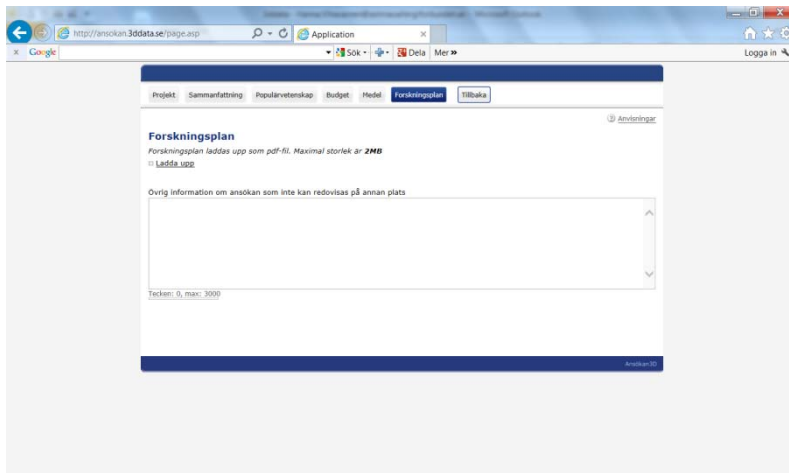 http://ansokan.3ddata.se/page.asp
Application
x Google Sök Dela Mer » Logga in
Projekt Sammanfattning Populärvetenskap Budget Medel Forskningsplan Tillbaka
Anvisningar
Forskningsplan
Forskningsplan laddas upp som pdf-fil. Maximal storlek är 2MB
Ladda upp
Övrig information om ansökan som inte kan redovisas på annan plats
Tecken: 0, max: 3000
Ansökan3D